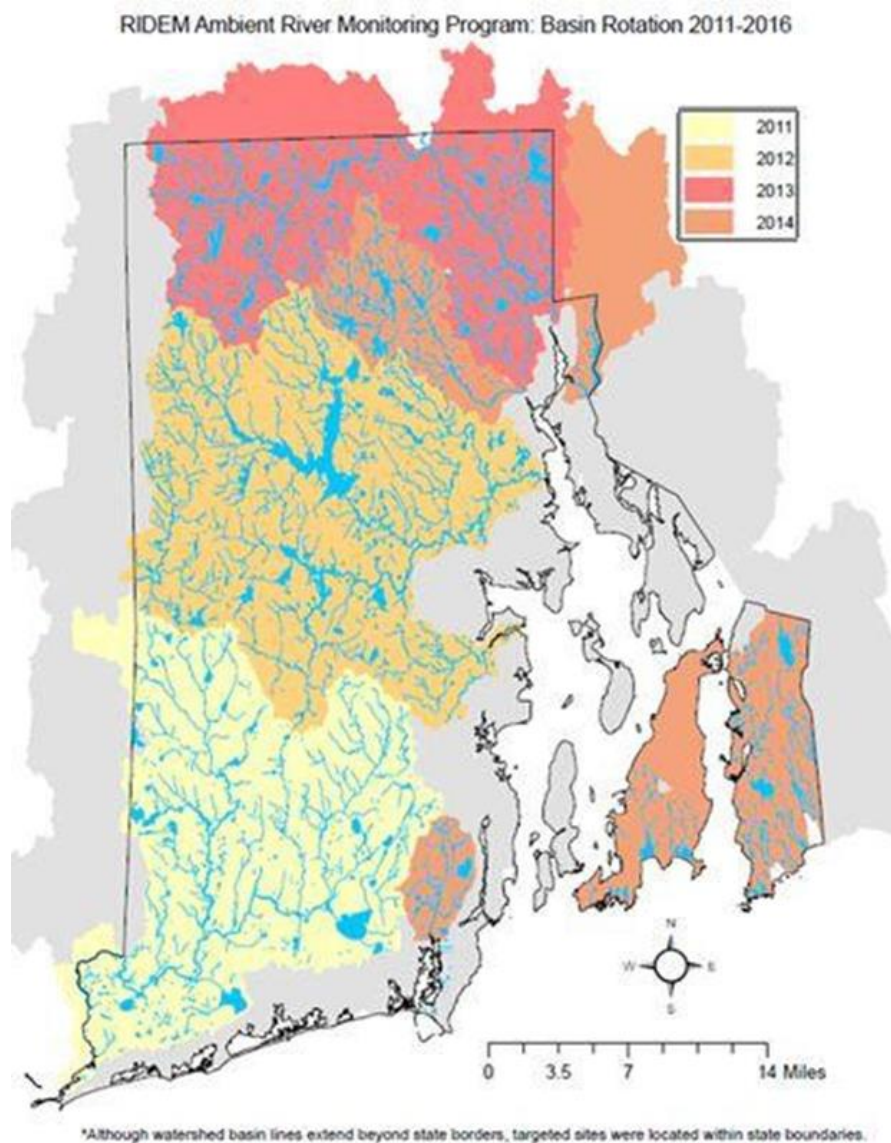 RIDEM Ambient River Monitoring Program: Basin Rotation 2011-2016
2011
2012
2013
2014
N
W E
S
0 3.5 7 14 Miles
*Although watershed basin lines extend beyond state borders, targeted sites were located within state boundaries.